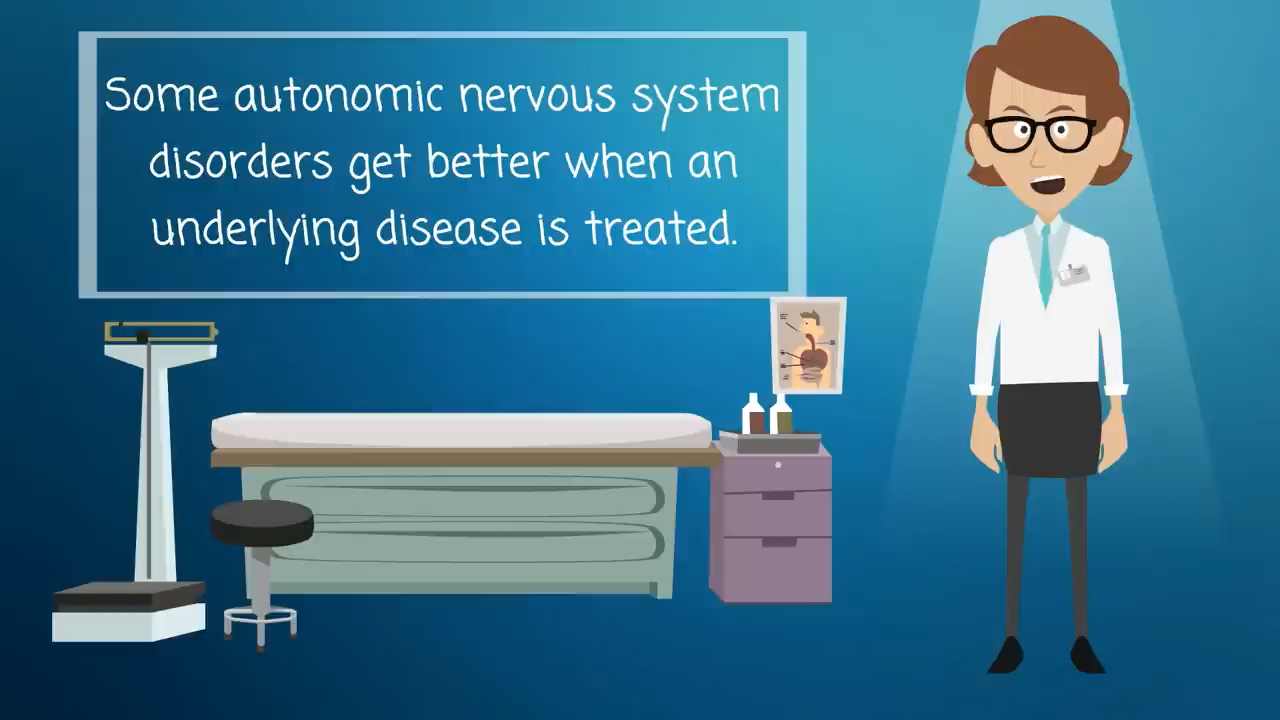 Some autonomic nervous system
disorders get better when an
underlying disease is treated.